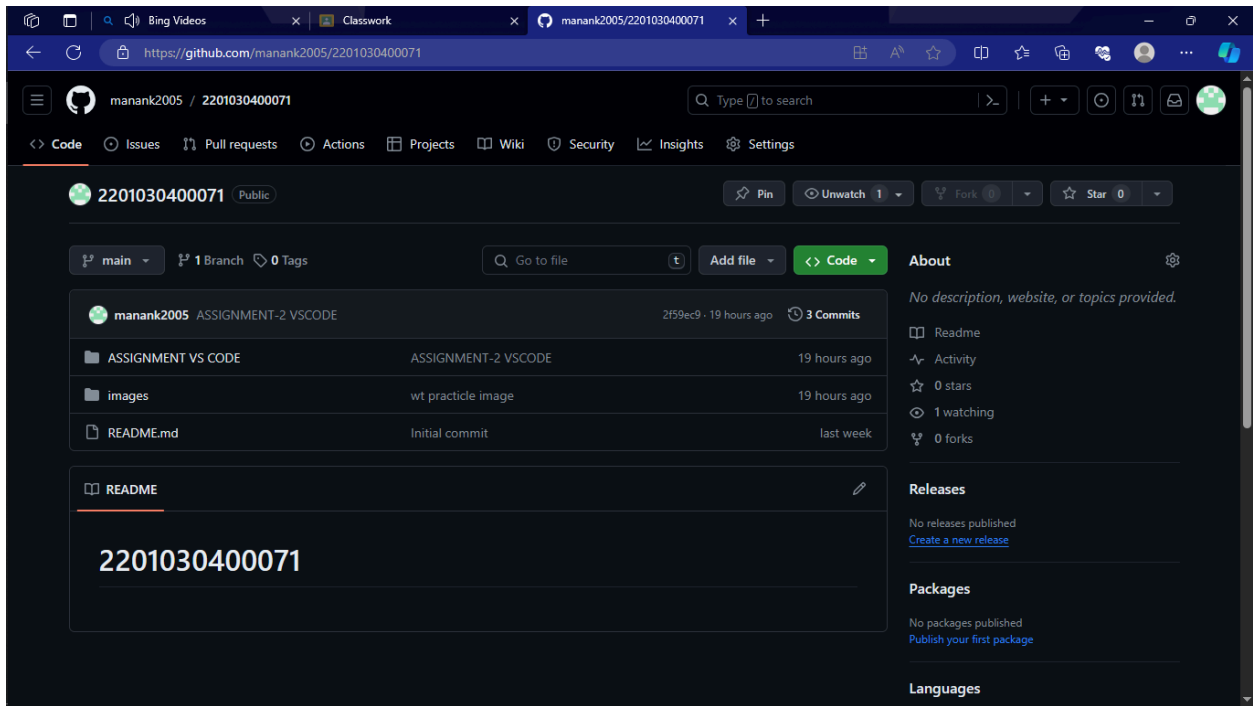 Bing Videos
Classwork
manank2005/2201030400071
https://github.com/manank2005/2201030400071
manank2005 / 2201030400071
Type / to search
Code Issues Pull requests Actions Projects Wiki Security Insights Settings
2201030400071 Public
Pin Unwatch 1 Fork 0 Star 0
main 1 Branch 0 Tags Go to file t Add file Code
manank2005 ASSIGNMENT-2 VSCODE 2f59ec9 · 19 hours ago 3 Commits
ASSIGNMENT VS CODE ASSIGNMENT-2 VSCODE 19 hours ago
images wt practicle image 19 hours ago
README.md Initial commit last week
README
2201030400071
About
No description, website, or topics provided.
Readme
Activity
0 stars
1 watching
0 forks
Releases
No releases published
Create a new release
Packages
No packages published
Publish your first package
Languages